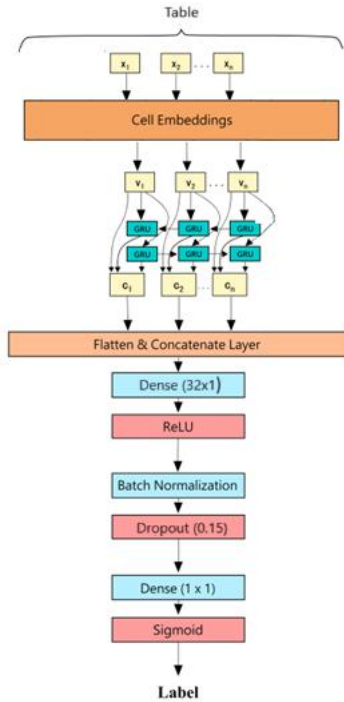 Table
x1 x2 ... xn
Cell Embeddings
v1 v2 ... vn
GRU GRU GRU
GRU GRU GRU
c1 c2 ... cn
Flatten & Concatenate Layer
Dense (32x1)
ReLU
Batch Normalization
Dropout (0.15)
Dense (1 x 1)
Sigmoid
Label